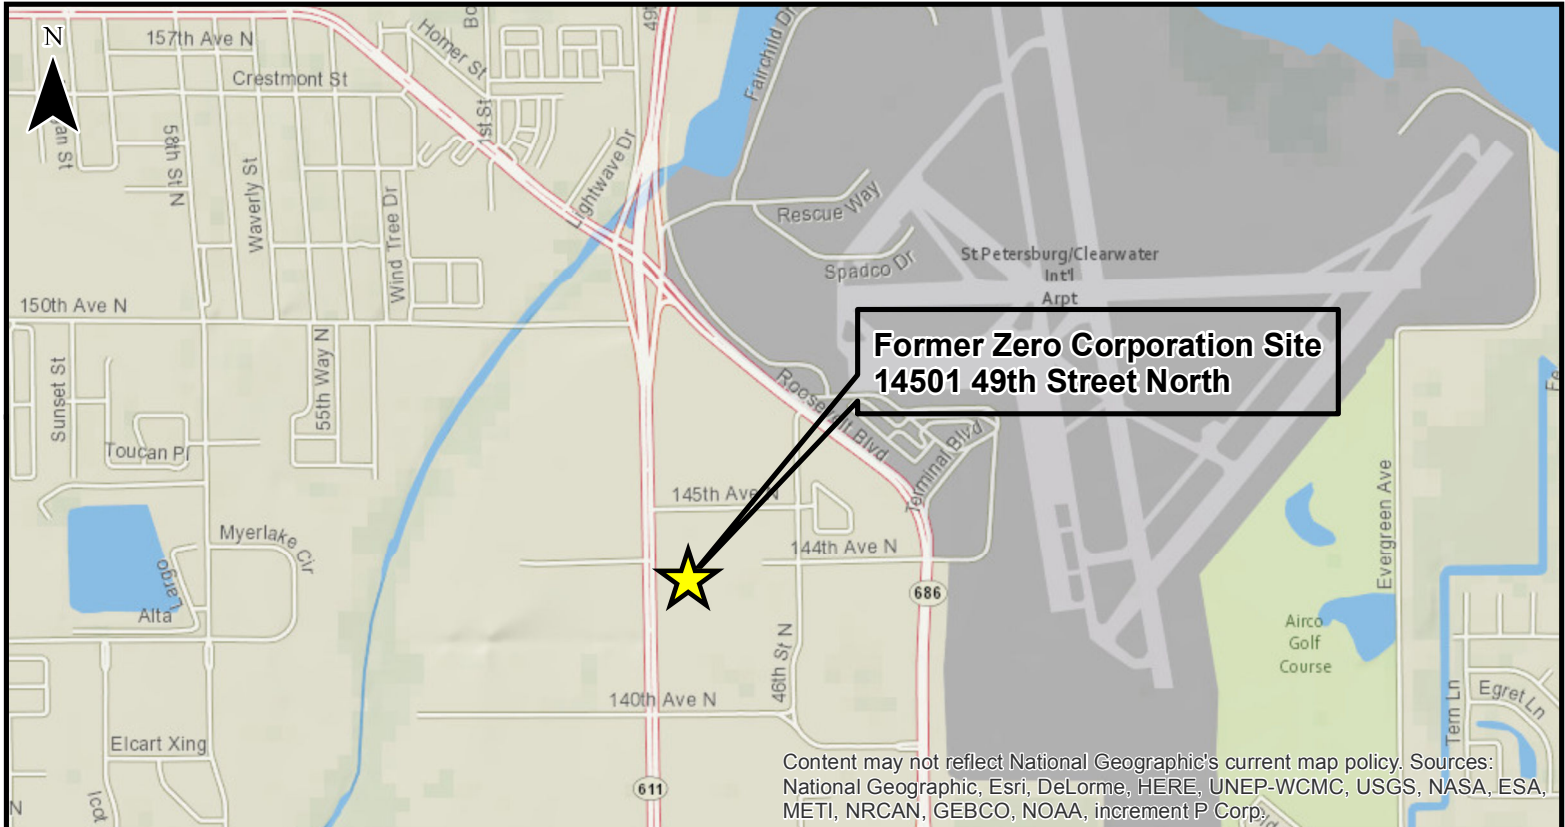 N
157th Ave N
Homer St
Crestmont St
Fairchild Dr
1st St
58th St N
Waverly St
Wind Tree Dr
Lightwave Dr
Rescue Way
Spadco Dr
St Petersburg/Clearwater
Int'l
Arpt
150th Ave N
Former Zero Corporation Site
14501 49th Street North
Sunset St
55th Way N
Roosevelt Blvd
Terminal Blvd
Toucan Pl
145th Ave N
144th Ave N
Myerlake Cir
Largo
Alta
Evergreen Ave
686
Airco
Golf
Course
46th St N
140th Ave N
Tern Ln
Egret Ln
Elcart Xing
Icot
611
N
Content may not reflect National Geographic's current map policy. Sources:
National Geographic, Esri, DeLorme, HERE, UNEP-WCMC, USGS, NASA, ESA,
METI, NRCAN, GEBCO, NOAA, increment P Corp.